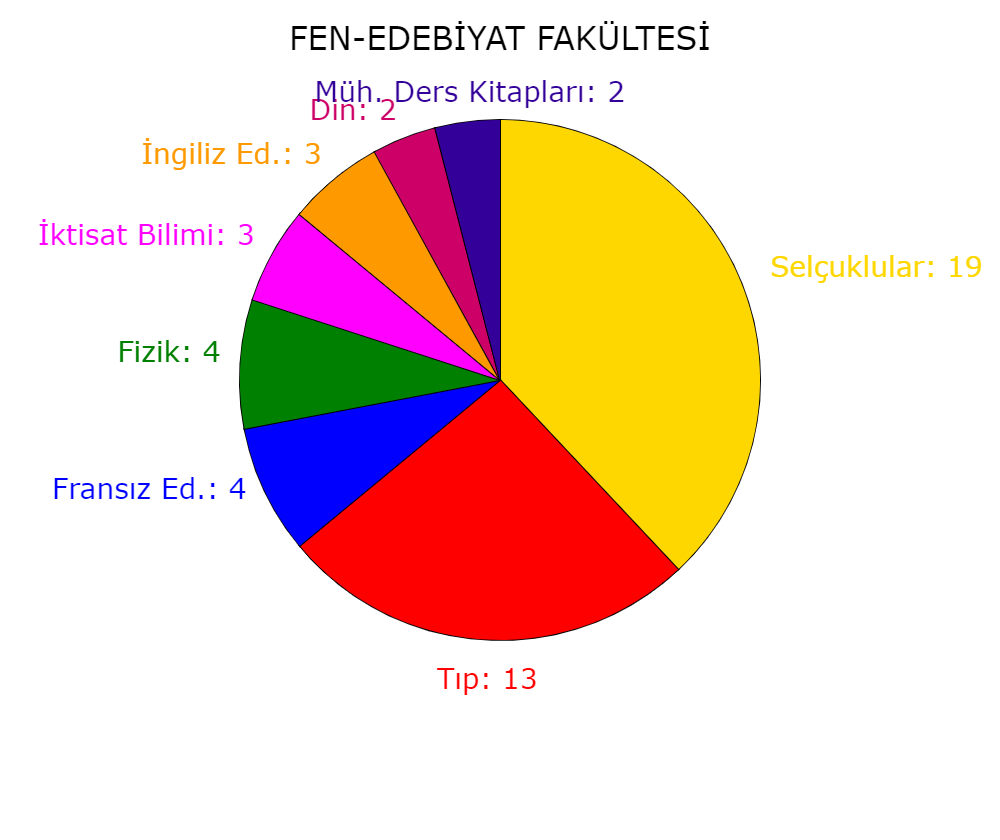 FEN-EDEBİYAT FAKÜLTESİ
Müh. Ders Kitapları: 2
Din: 2
İngiliz Ed.: 3
İktisat Bilimi: 3
Selçuklular: 19
Fizik: 4
Fransız Ed.: 4
Tıp: 13